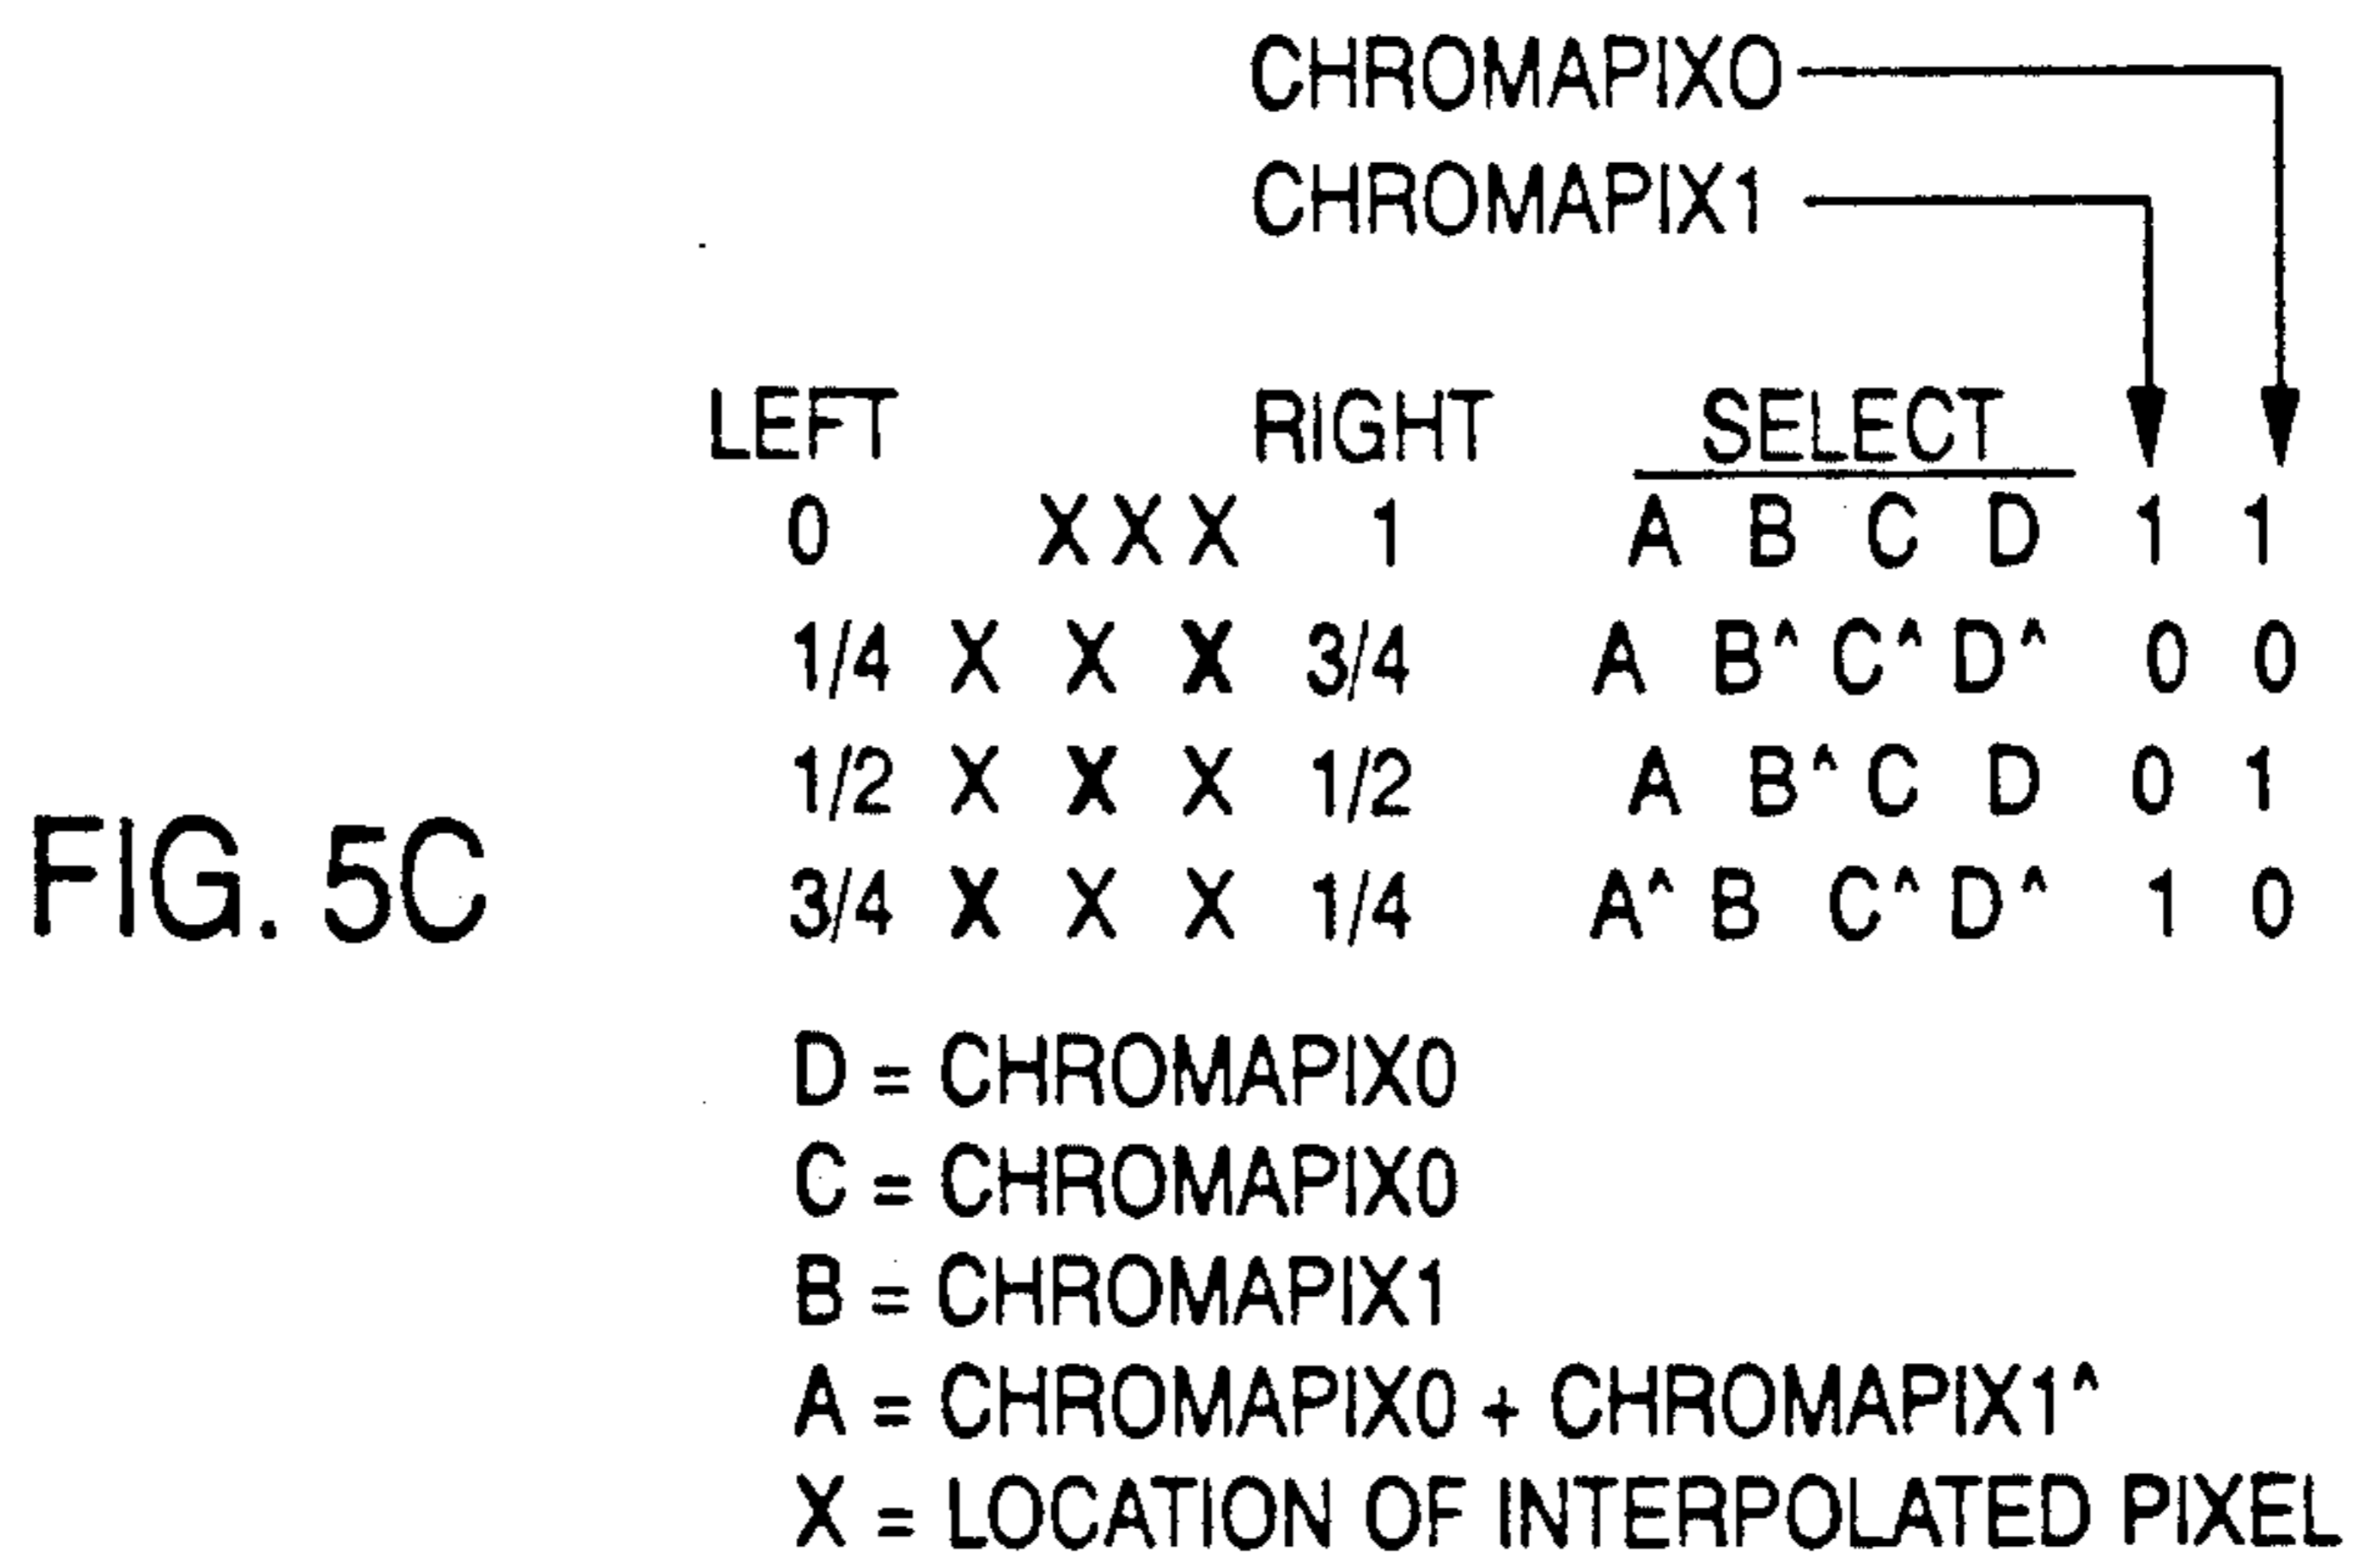 CHROMAPIX0
CHROMAPIX1
LEFT RIGHT SELECT
0 X X X 1 A B C D 1 1
1/4 X X X 3/4 A B^ C^ D^ 0 0
1/2 X X X 1/2 A B^ C D 0 1
3/4 X X X 1/4 A^ B C^ D^ 1 0
FIG. 5C
D = CHROMAPIX0
C = CHROMAPIX0
B = CHROMAPIX1
A = CHROMAPIX0 + CHROMAPIX1^
X = LOCATION OF INTERPOLATED PIXEL